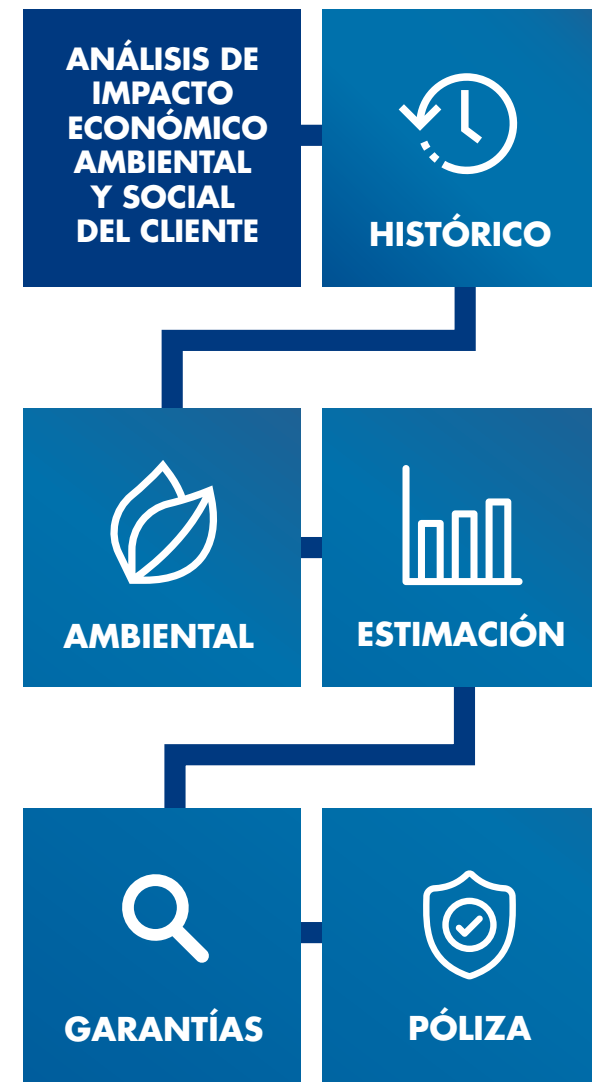 ANÁLISIS DE
IMPACTO
ECONÓMICO
AMBIENTAL
Y SOCIAL
DEL CLIENTE
HISTÓRICO
AMBIENTAL
ESTIMACIÓN
GARANTÍAS
PÓLIZA